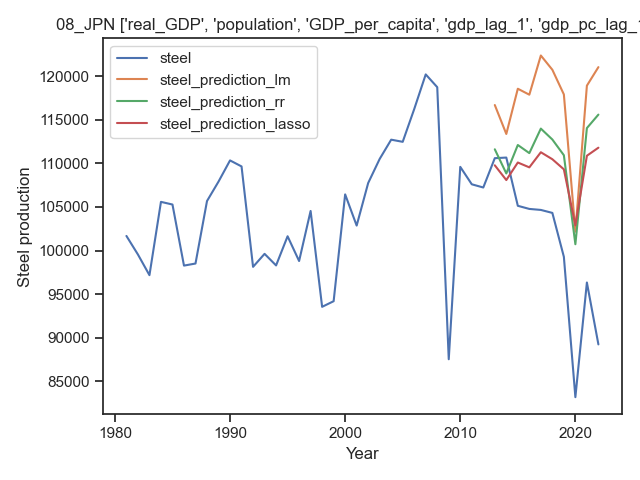 08_JPN ['real_GDP', 'population', 'GDP_per_capita', 'gdp_lag_1', 'gdp_pc_lag_1
steel
steel_prediction_lm
steel_prediction_rr
steel_prediction_lasso
120000
115000
110000
105000
100000
95000
90000
85000
Steel production
1980
1990
2000
2010
2020
Year